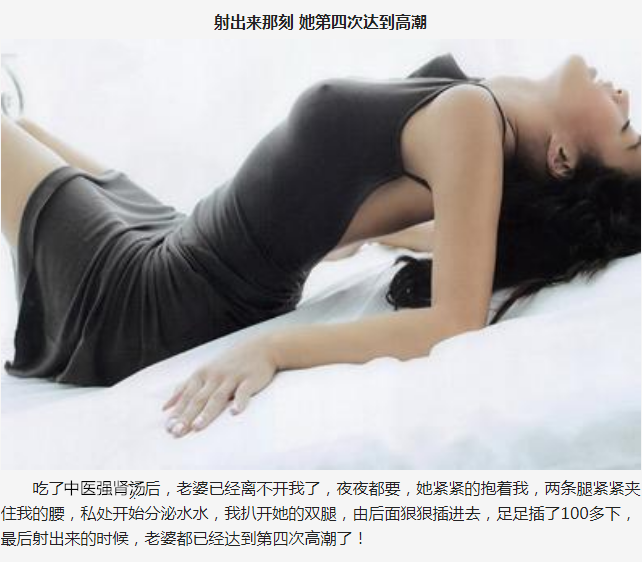 射出来那刻 她第四次达到高潮
吃了中医强肾汤后，老婆已经离不开我了，夜夜都要，她紧紧的抱着我，两条腿紧紧夹
住我的腰，私处开始分泌水水，我扒开她的双腿，由后面狠狠插进去，足足插了100多下，
最后射出来的时候，老婆都已经达到第四次高潮了！